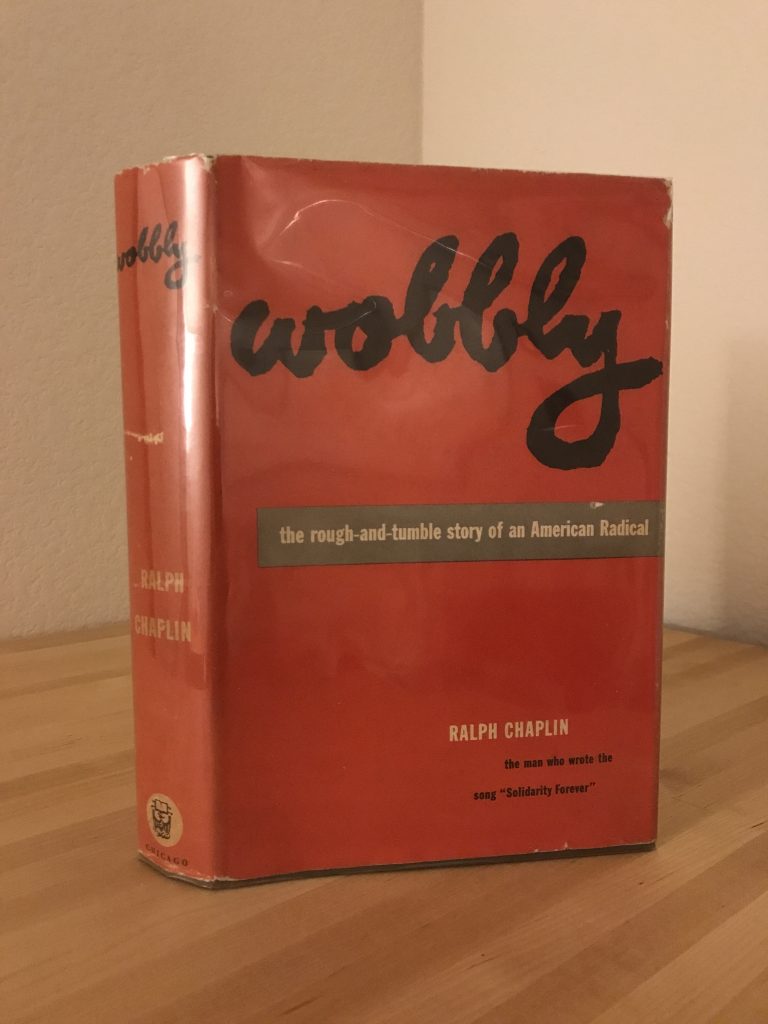 wobbly
RALPH
CHAPLIN
CHICAGO
wobbly
the rough-and-tumble story of an American Radical
RALPH CHAPLIN
the man who wrote the
song "Solidarity Forever"